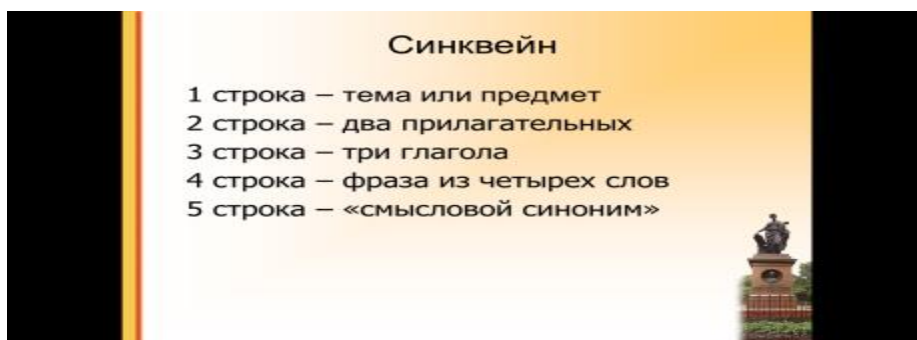 Синквейн
1 строка – тема или предмет
2 строка – два прилагательных
3 строка – три глагола
4 строка – фраза из четырех слов
5 строка – «смысловой синоним»